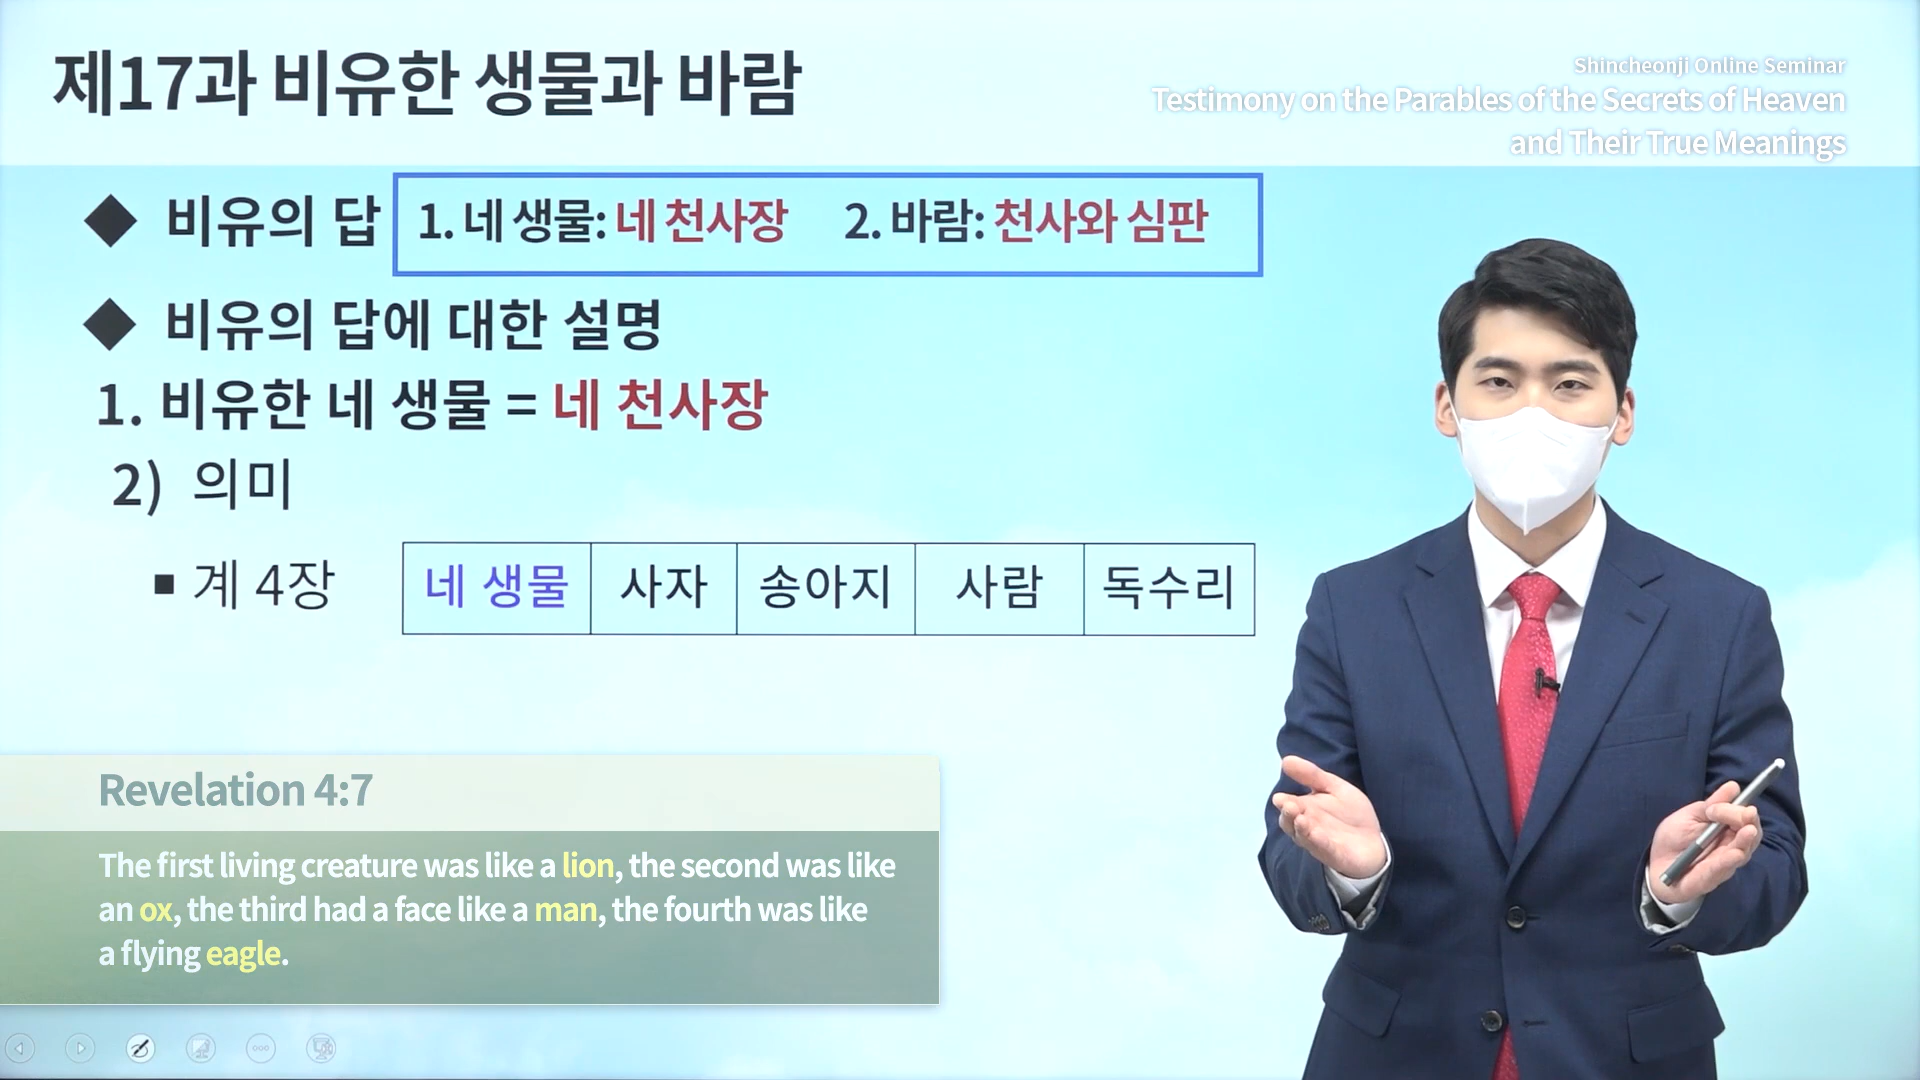 제17과 비유한 생물과 바람
Shincheonji Online Seminar
Testimony on the Parables of the Secrets of Heaven
and Their True Meanings
◆ 비유의 답 1. 네 생물: 네 천사장 2. 바람: 천사와 심판
◆ 비유의 답에 대한 설명
1. 비유한 네 생물 = 네 천사장
2) 의미
▪ 계 4장 네 생물 사자 송아지 사람 독수리
Revelation 4:7
The first living creature was like a lion, the second was like
an ox, the third had a face like a man, the fourth was like
a flying eagle.